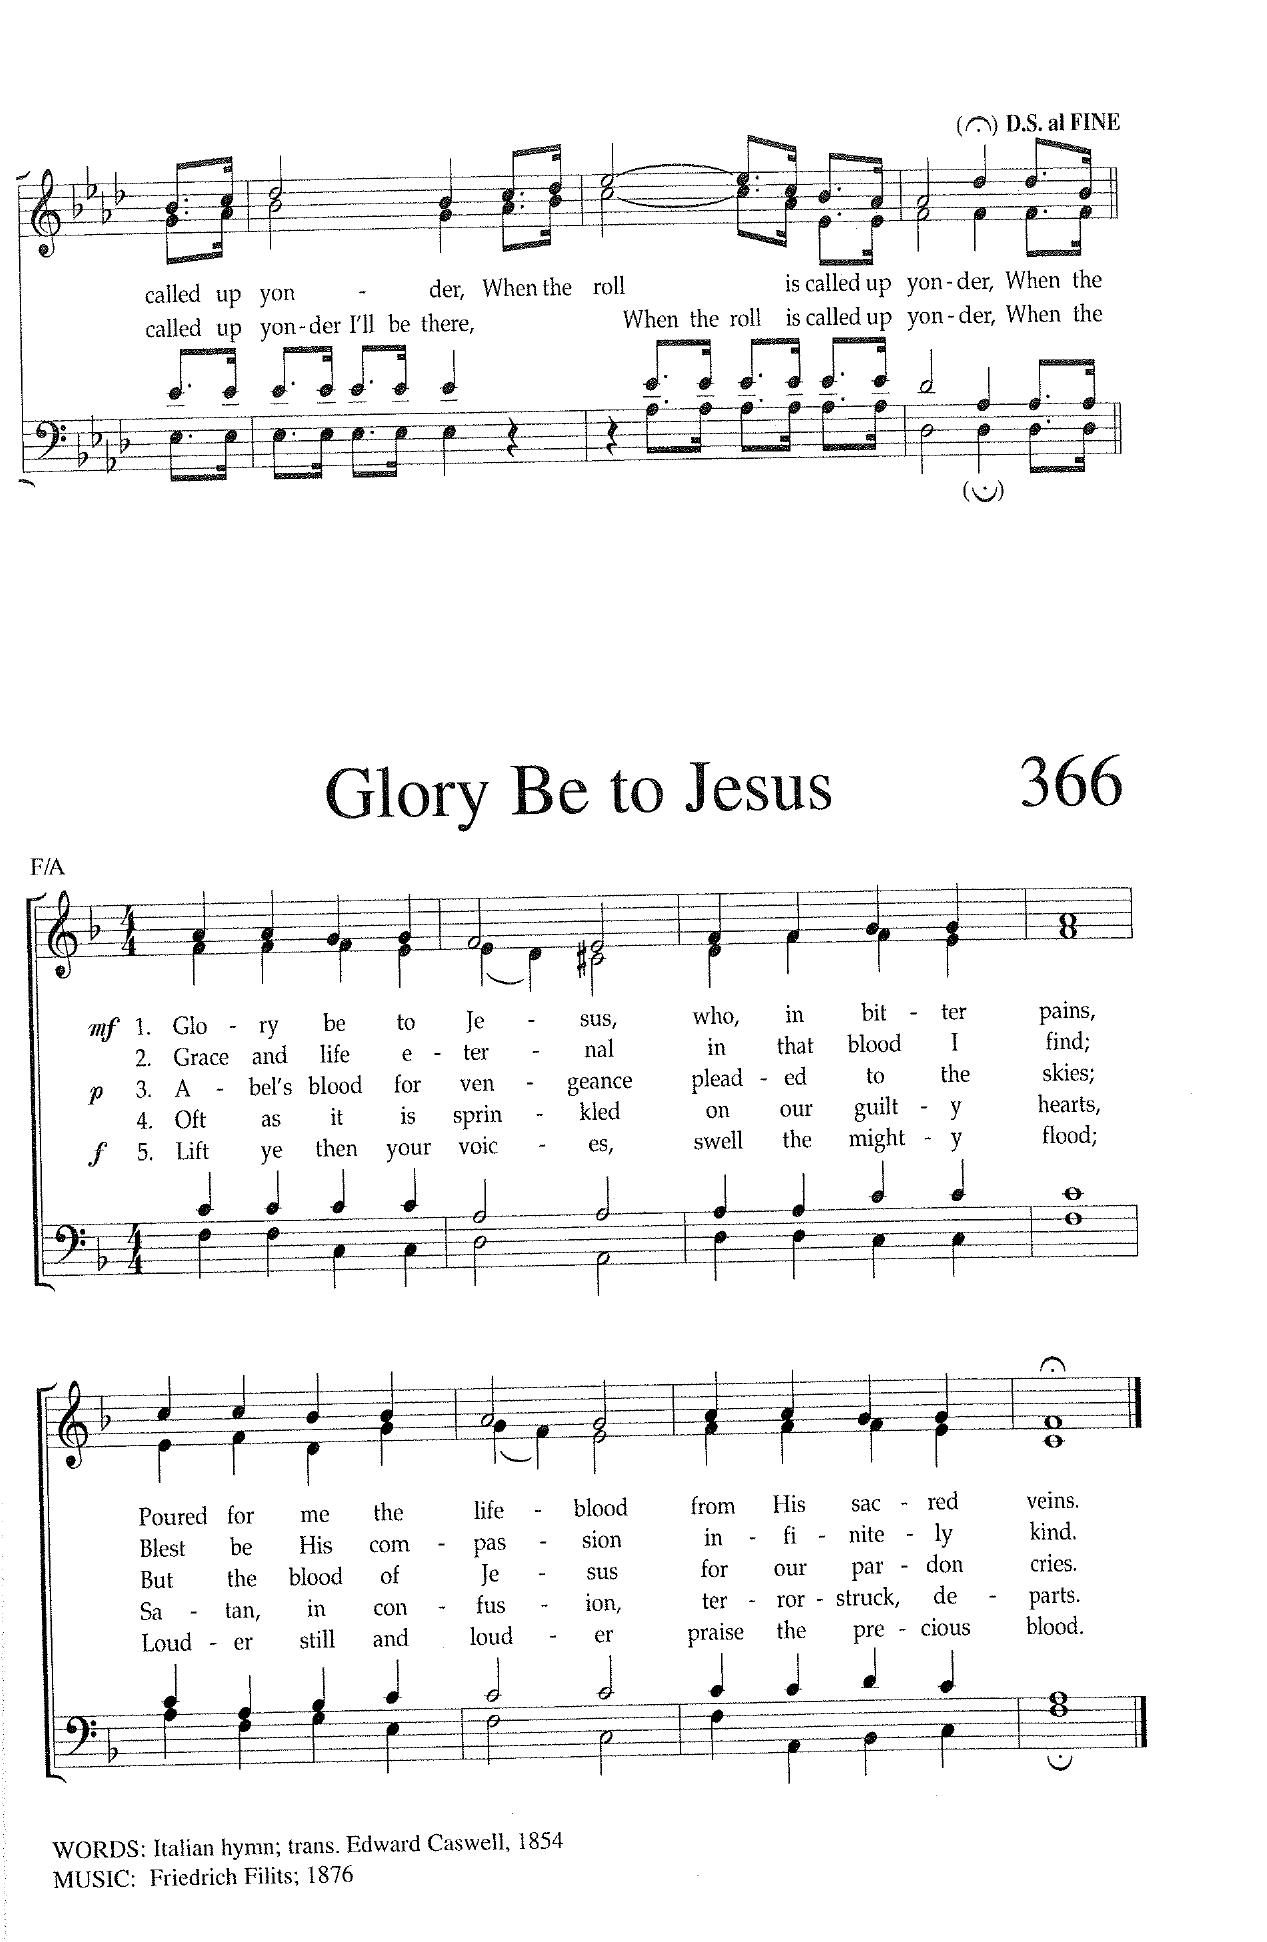 (𝄐) D.S. al FINE
called up yon - der, When the roll is called up yon - der, When the
called up yon - der I'll be there, When the roll is called up yon - der, When the
Glory Be to Jesus 366
F/A
mf 1. Glo - ry be to Je - sus, who, in bit - ter pains,
2. Grace and life e - ter - nal in that blood I find;
p 3. A - bel's blood for ven - geance plead - ed to the skies;
4. Oft as it is sprin - kled on our guilt - y hearts,
f 5. Lift ye then your voic - es, swell the might - y flood;
Poured for me the life - blood from His sac - red veins.
Blest be His com - pas - sion in - fi - nite - ly kind.
But the blood of Je - sus for our par - don cries.
Sa - tan, in con - fus - ion, ter - ror - struck, de - parts.
Loud - er still and loud - er praise the pre - cious blood.
WORDS: Italian hymn; trans. Edward Caswell, 1854
MUSIC: Friedrich Filits; 1876